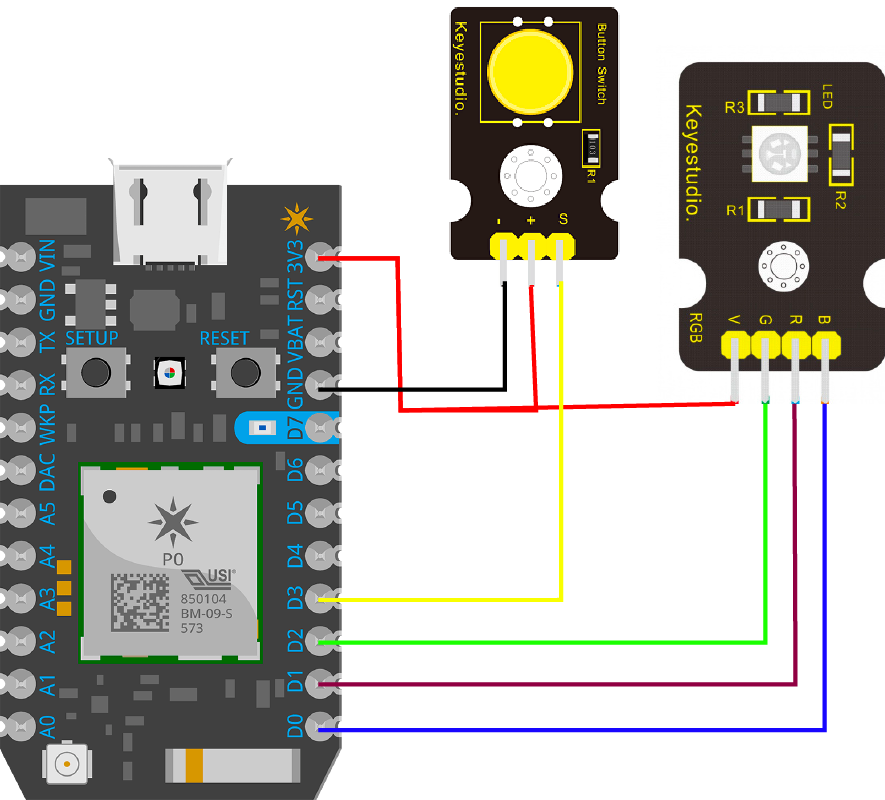 VIN
GND
TX
RX
WKP
DAC
A5
A4
A3
A2
A1
A0
SETUP
RESET
3V3
RST
VBAT
GND
D7
D6
D5
D4
D3
D2
D1
D0
P0
USI
850104
BM-09-S
573
Keyestudio.
Button Switch
103
R1
- + S
Keyestudio.
LED
R3
R2
R1
RGB
V G R B